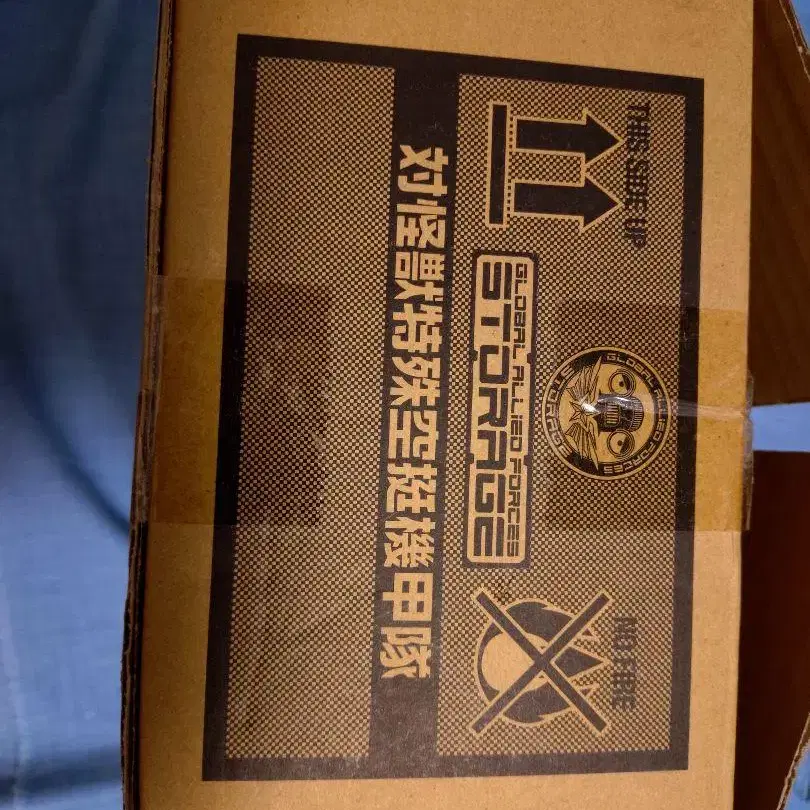 THIS SIDE UP
GLOBAL ALLIED FORCES
STORAGE
NO FIRE
GLOBAL ALLIED FORCES
STORAGE
対怪獣特殊空挺機甲隊